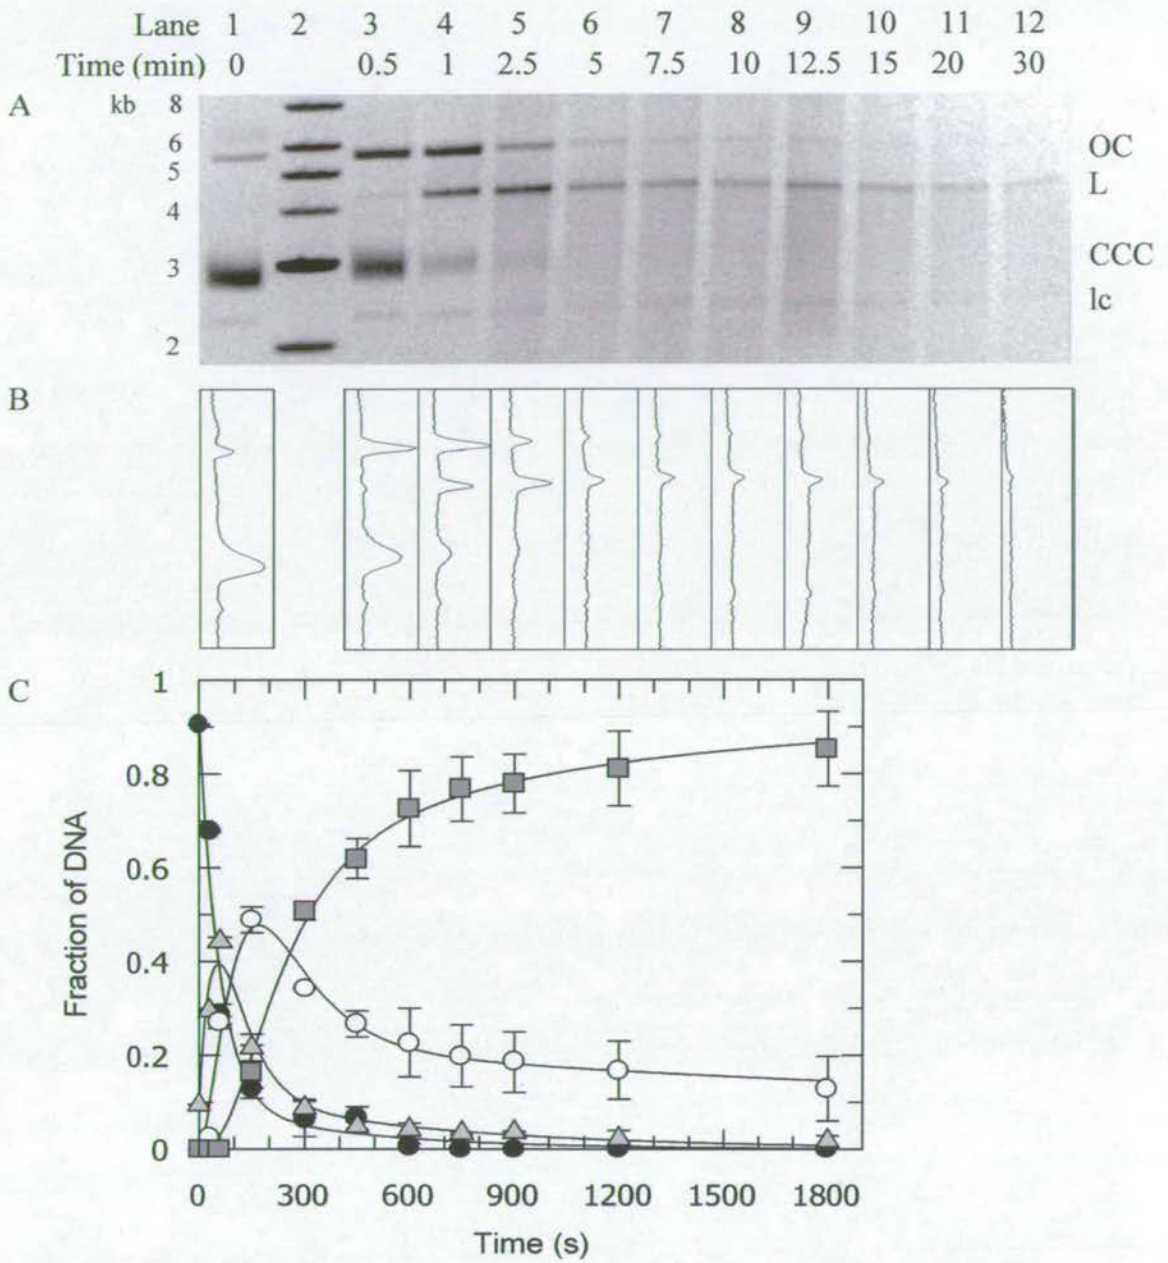 Lane 1 2 3 4 5 6 7 8 9 10 11 12
Time (min) 0 0.5 1 2.5 5 7.5 10 12.5 15 20 30
A
kb 8
6
5
4
3
2
OC
L
CCC
lc
B
C
1
0.8
0.6
0.4
0.2
0
Fraction of DNA
0 300 600 900 1200 1500 1800
Time (s)